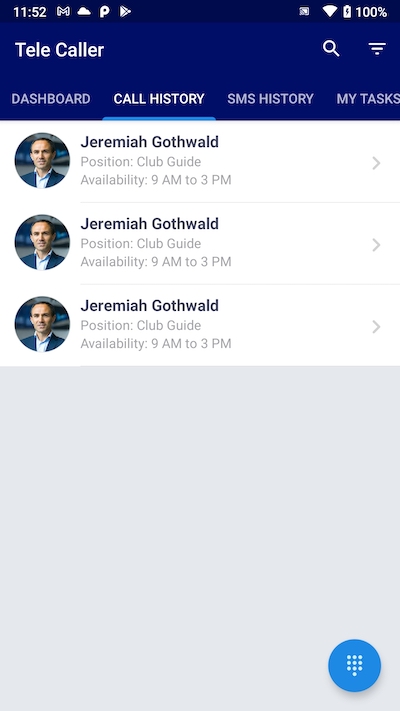 11:52
100%
Tele Caller
DASHBOARD
CALL HISTORY
SMS HISTORY
MY TASKS
Jeremiah Gothwald
Position: Club Guide
Availability: 9 AM to 3 PM
Jeremiah Gothwald
Position: Club Guide
Availability: 9 AM to 3 PM
Jeremiah Gothwald
Position: Club Guide
Availability: 9 AM to 3 PM